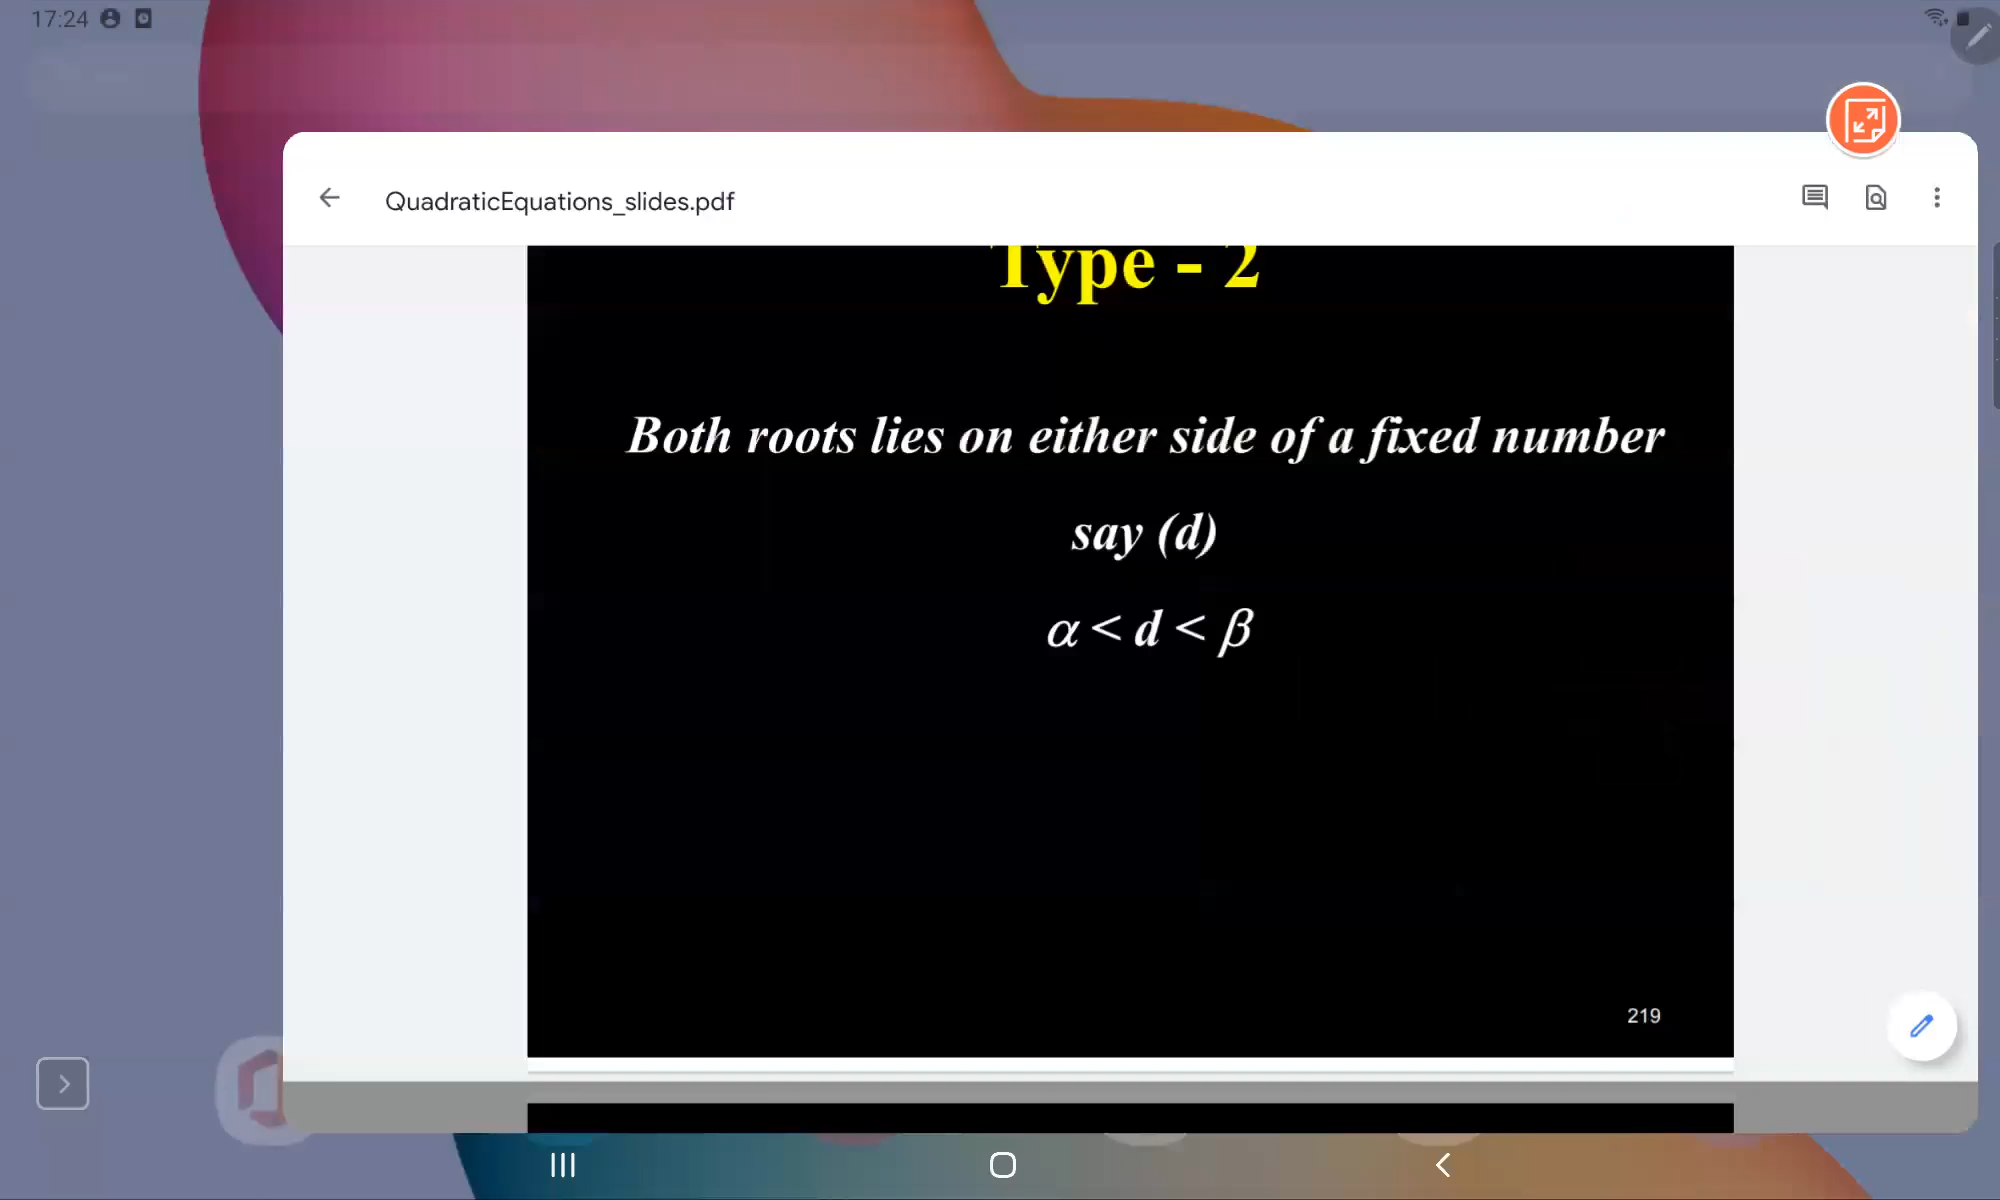 17:24
QuadraticEquations_slides.pdf
Type - 2
Both roots lies on either side of a fixed number
say (d)
α < d < β
219